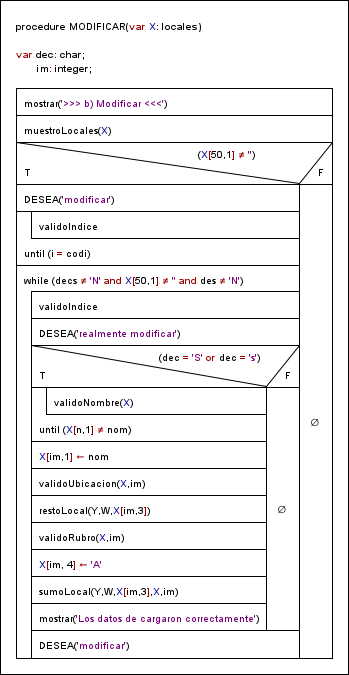 procedure MODIFICAR(var X: locales)
var dec: char;
im: integer;
mostrar('>>> b) Modificar <<<')
muestroLocales(X)
(X[50,1] ≠ '')
T
F
DESEA('modificar')
validoIndice
until (i = codi)
while (decs ≠ 'N' and X[50,1] ≠ '' and des ≠ 'N')
validoIndice
DESEA('realmente modificar')
(dec = 'S' or dec = 's')
T
F
validoNombre(X)
until (X[n,1] ≠ nom)
X[im,1] ← nom
validoUbicacion(X,im)
restoLocal(Y,W,X[im,3])
validoRubro(X,im)
X[im, 4] ← 'A'
sumoLocal(Y,W,X[im,3],X,im)
mostrar('Los datos de cargaron correctamente')
∅
DESEA('modificar')
∅